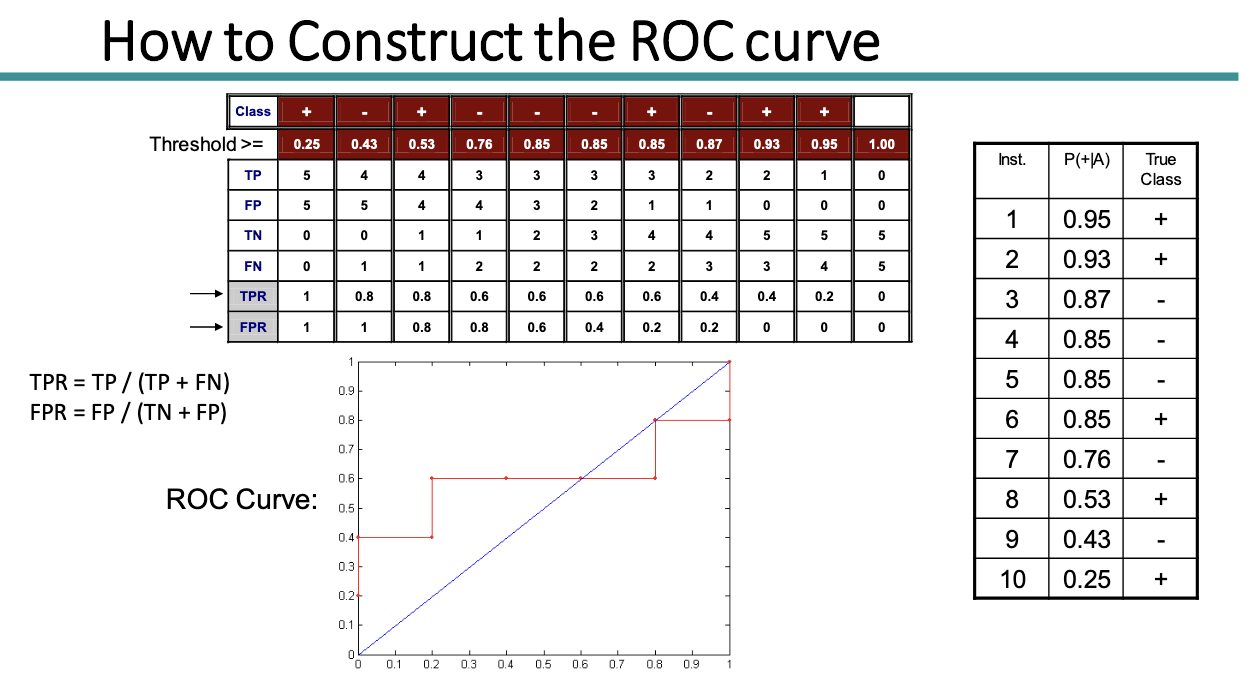 How to Construct the ROC curve
Class + - + - - - + - + +
Threshold >= 0.25 0.43 0.53 0.76 0.85 0.85 0.85 0.87 0.93 0.95 1.00
TP 5 4 4 3 3 3 3 2 2 1 0
FP 5 5 4 4 3 2 1 1 0 0 0
TN 0 0 1 1 2 3 4 4 5 5 5
FN 0 1 1 2 2 2 2 3 3 4 5
TPR 1 0.8 0.8 0.6 0.6 0.6 0.6 0.4 0.4 0.2 0
FPR 1 1 0.8 0.8 0.6 0.4 0.2 0.2 0 0 0
TPR = TP / (TP + FN)
FPR = FP / (TN + FP)
ROC Curve:
1
0.9
0.8
0.7
0.6
0.5
0.4
0.3
0.2
0.1
0
0 0.1 0.2 0.3 0.4 0.5 0.6 0.7 0.8 0.9 1
Inst. P(+|A) True
Class
1 0.95 +
2 0.93 +
3 0.87 -
4 0.85 -
5 0.85 -
6 0.85 +
7 0.76 -
8 0.53 +
9 0.43 -
10 0.25 +